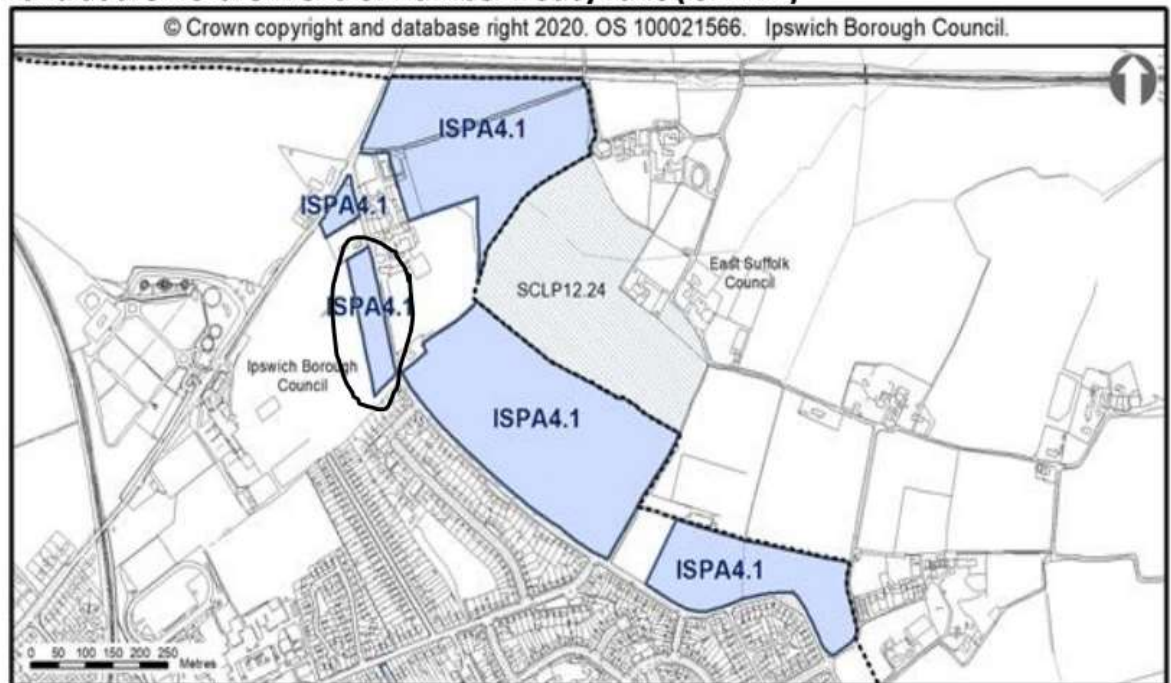 © Crown copyright and database right 2020. OS 100021566. Ipswich Borough Council.
ISPA4.1
ISPA4.1
East Suffolk
Council
SCLP12.24
ISPA4.1
Ipswich Borough
Council
ISPA4.1
ISPA4.1
0 50 100 150 200 250
Metres